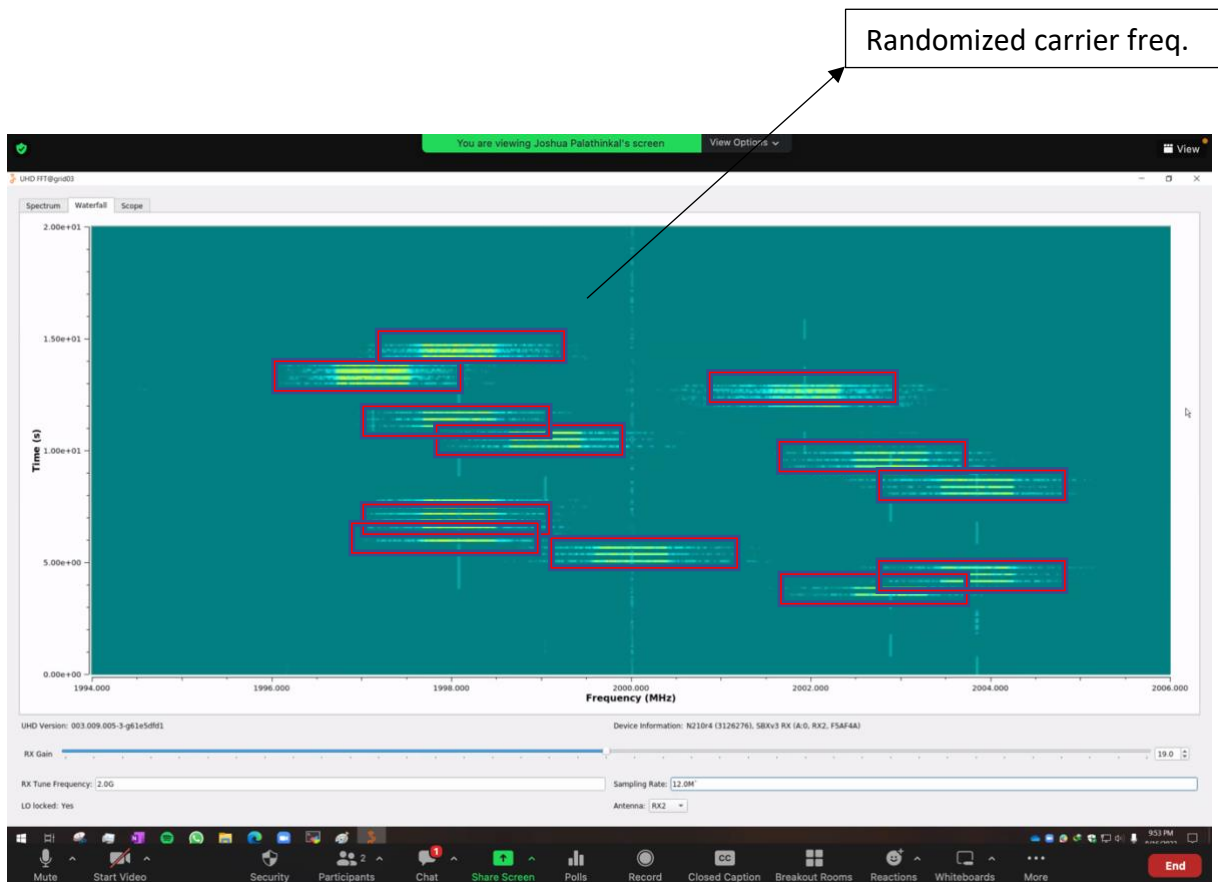 Randomized carrier freq.
You are viewing Joshua Palathinkal's screen
View Options
View
UHD FFT@grid03
Spectrum
Waterfall
Scope
2.00e+01
1.50e+01
1.00e+01
5.00e+00
0.00e+00
Time (s)
1994.000
1996.000
1998.000
2000.000
2002.000
2004.000
2006.000
Frequency (MHz)
UHD Version: 003.009.005-3-g61e5dfd1
Device Information: N210r4 (3126276), SBXv3 RX (A:0, RX2, F5AF4A)
RX Gain
19.0
RX Tune Frequency: 2.0G
Sampling Rate: 12.0M
LO locked: Yes
Antenna: RX2
9:53 PM
2
1
Mute
Start Video
Security
Participants
Chat
Share Screen
Polls
Record
CC
Closed Caption
Breakout Rooms
Reactions
Whiteboards
More
End